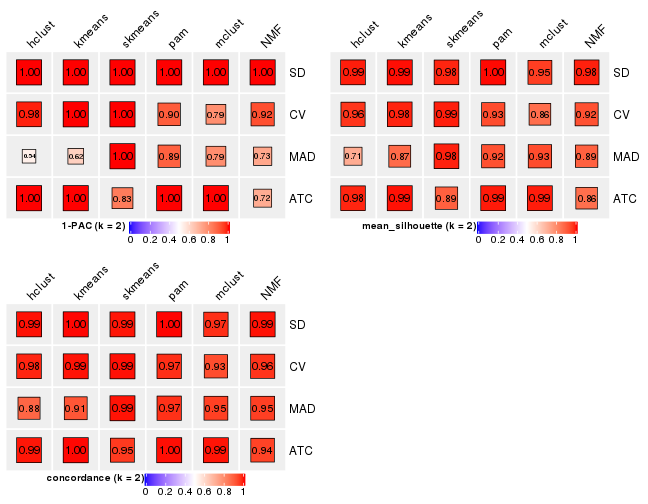 hclust kmeans skmeans pam mclust NMF
1.00 1.00 1.00 1.00 1.00 1.00 SD
0.98 1.00 1.00 0.90 0.79 0.92 CV
0.54 0.62 1.00 0.89 0.79 0.73 MAD
1.00 1.00 0.83 1.00 1.00 0.72 ATC
1-PAC (k = 2)
0 0.2 0.4 0.6 0.8 1
hclust kmeans skmeans pam mclust NMF
0.99 0.99 0.98 1.00 0.95 0.98 SD
0.96 0.98 0.99 0.93 0.86 0.92 CV
0.71 0.87 0.98 0.92 0.93 0.89 MAD
0.98 0.99 0.89 0.99 0.99 0.86 ATC
mean_silhouette (k = 2)
0 0.2 0.4 0.6 0.8 1
hclust kmeans skmeans pam mclust NMF
0.99 1.00 0.99 1.00 0.97 0.99 SD
0.98 0.99 0.99 0.97 0.93 0.96 CV
0.88 0.91 0.99 0.97 0.95 0.95 MAD
0.99 1.00 0.95 1.00 0.99 0.94 ATC
concordance (k = 2)
0 0.2 0.4 0.6 0.8 1